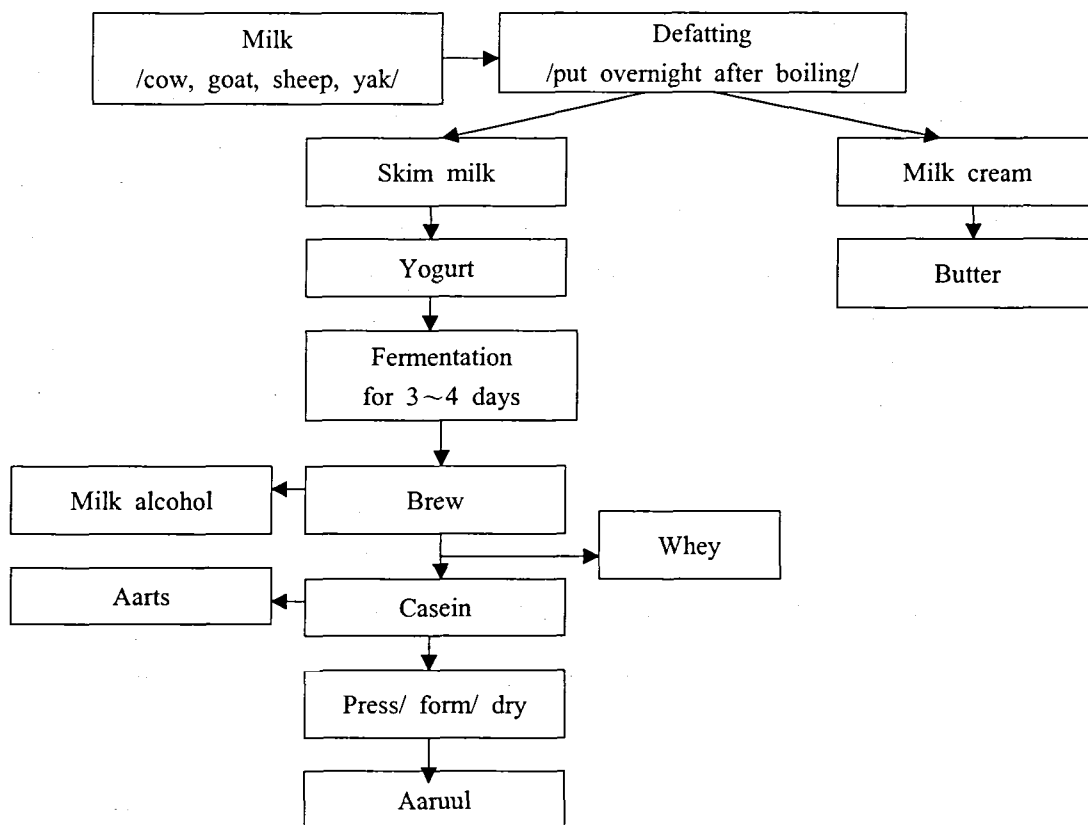 Milk
/cow, goat, sheep, yak/
Defatting
/put overnight after boiling/
Skim milk
Milk cream
Yogurt
Butter
Fermentation
for 3~4 days
Milk alcohol
Brew
Whey
Aarts
Casein
Press/ form/ dry
Aaruul